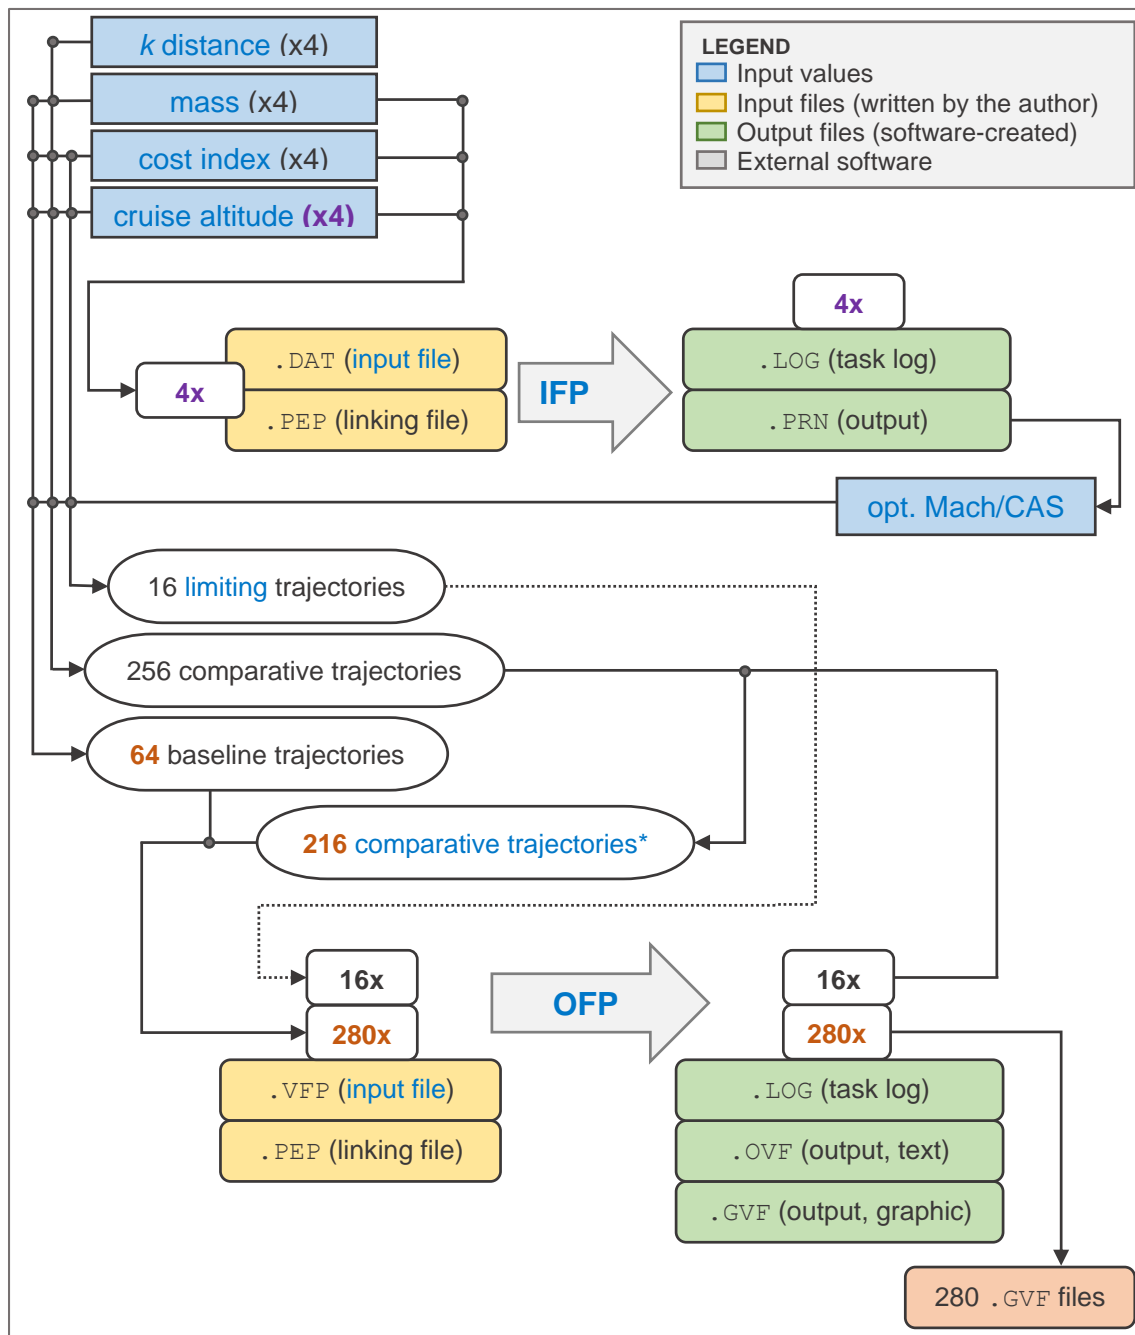 k distance (x4)
mass (x4)
cost index (x4)
cruise altitude (x4)
LEGEND
Input values
Input files (written by the author)
Output files (software-created)
External software
4x
.DAT (input file)
.PEP (linking file)
IFP
4x
.LOG (task log)
.PRN (output)
opt. Mach/CAS
16 limiting trajectories
256 comparative trajectories
64 baseline trajectories
216 comparative trajectories*
16x
280x
.VFP (input file)
.PEP (linking file)
OFP
16x
280x
.LOG (task log)
.OVF (output, text)
.GVF (output, graphic)
280 .GVF files